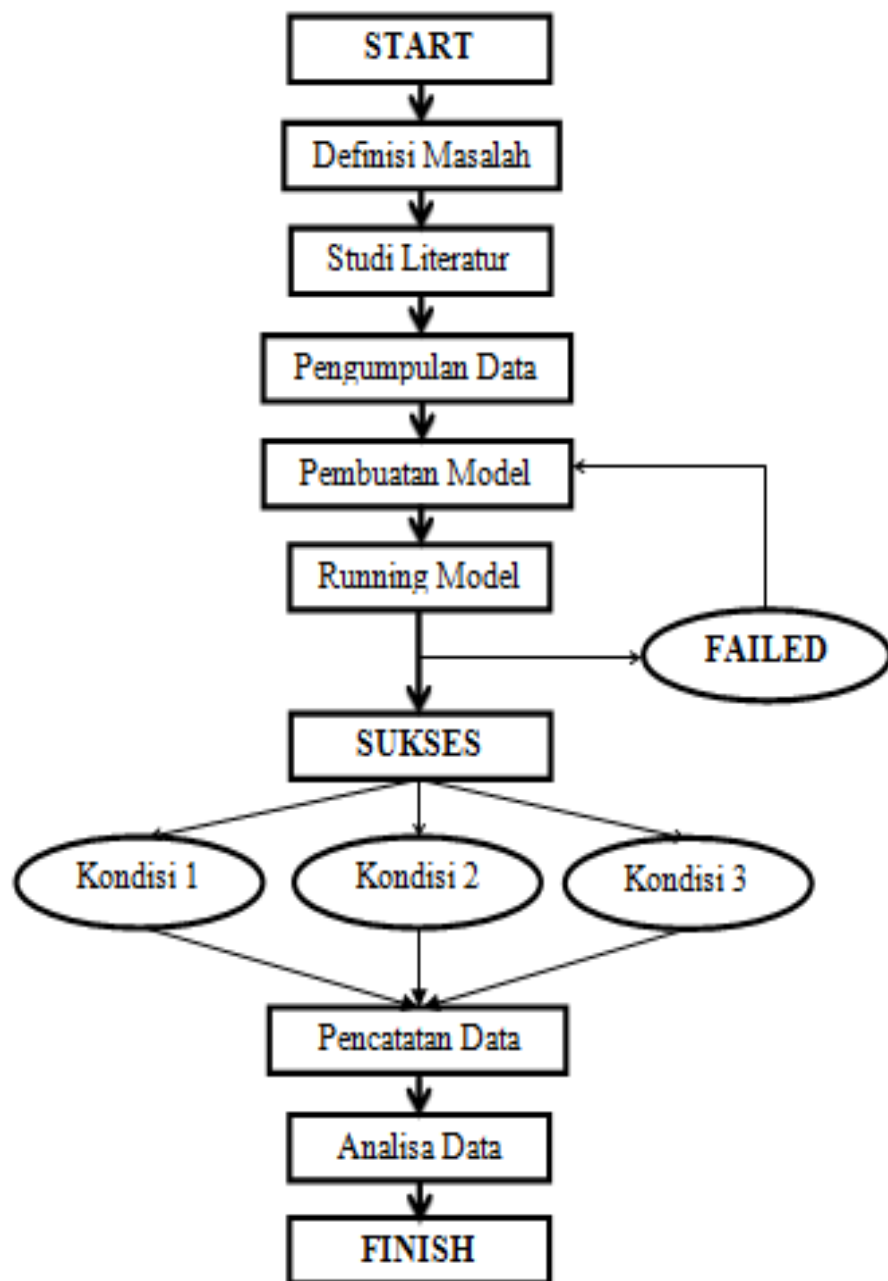 START
Definisi Masalah
Studi Literatur
Pengumpulan Data
Pembuatan Model
Running Model
FAILED
SUKSES
Kondisi 1
Kondisi 2
Kondisi 3
Pencatatan Data
Analisa Data
FINISH